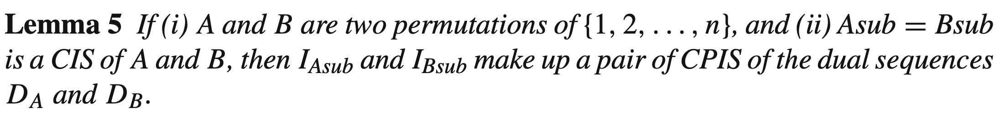 Lemma 5 If (i) A and B are two permutations of {1, 2, . . . , n}, and (ii) Asub = Bsub
is a CIS of A and B, then I_{Asub} and I_{Bsub} make up a pair of CPIS of the dual sequences
D_A and D_B.